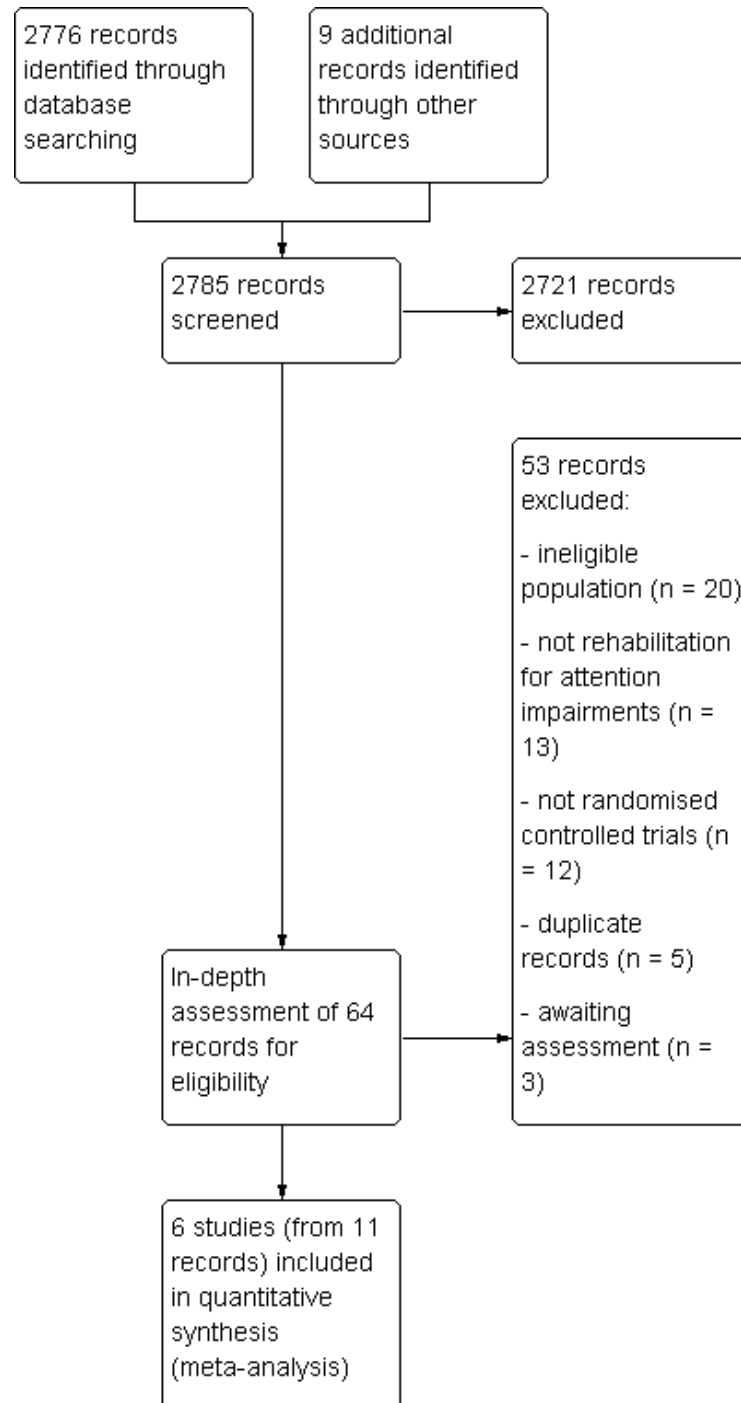 2776 records
identified through
database
searching
9 additional
records identified
through other
sources
2785 records
screened
2721 records
excluded
53 records
excluded:
- ineligible
population (n = 20)
- not rehabilitation
for attention
impairments (n =
13)
- not randomised
controlled trials (n
= 12)
- duplicate
records (n = 5)
- awaiting
assessment (n =
3)
In-depth
assessment of 64
records for
eligibility
6 studies (from 11
records) included
in quantitative
synthesis
(meta-analysis)